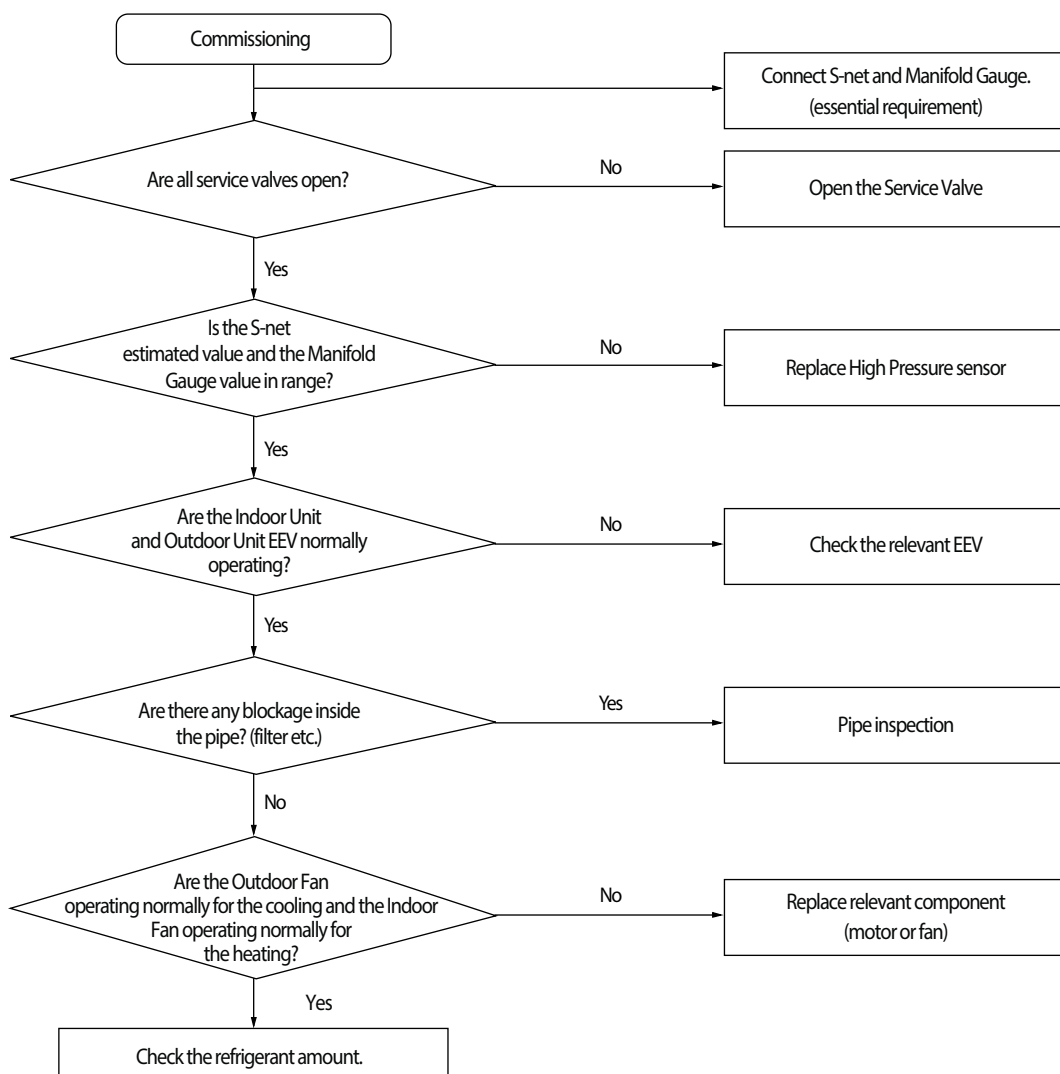 Commissioning
Connect S-net and Manifold Gauge.
(essential requirement)
Are all service valves open?
No
Open the Service Valve
Yes
Is the S-net
estimated value and the Manifold
Gauge value in range?
No
Replace High Pressure sensor
Yes
Are the Indoor Unit
and Outdoor Unit EEV normally
operating?
No
Check the relevant EEV
Yes
Are there any blockage inside
the pipe? (filter etc.)
Yes
Pipe inspection
No
Are the Outdoor Fan
operating normally for the cooling and the Indoor
Fan operating normally for
the heating?
No
Replace relevant component
(motor or fan)
Yes
Check the refrigerant amount.